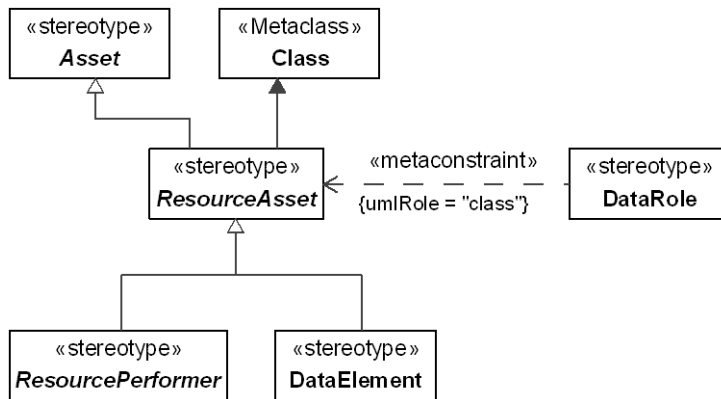 «stereotype»
Asset
«Metaclass»
Class
«stereotype»
ResourceAsset
«metaconstraint»
{umlRole = "class"}
«stereotype»
DataRole
«stereotype»
ResourcePerformer
«stereotype»
DataElement